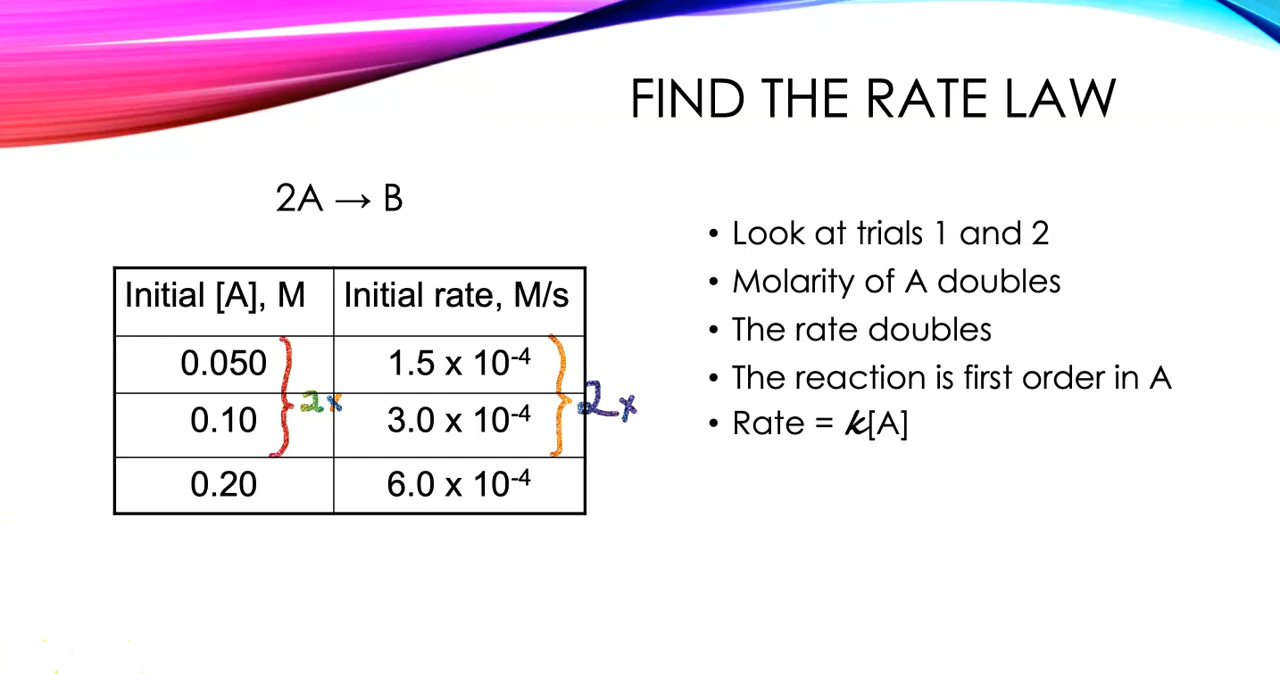 FIND THE RATE LAW
2A → B
Initial [A], M Initial rate, M/s
0.050 1.5 x 10⁻⁴
2x 2x
0.10 3.0 x 10⁻⁴
0.20 6.0 x 10⁻⁴
• Look at trials 1 and 2
• Molarity of A doubles
• The rate doubles
• The reaction is first order in A
• Rate = k[A]